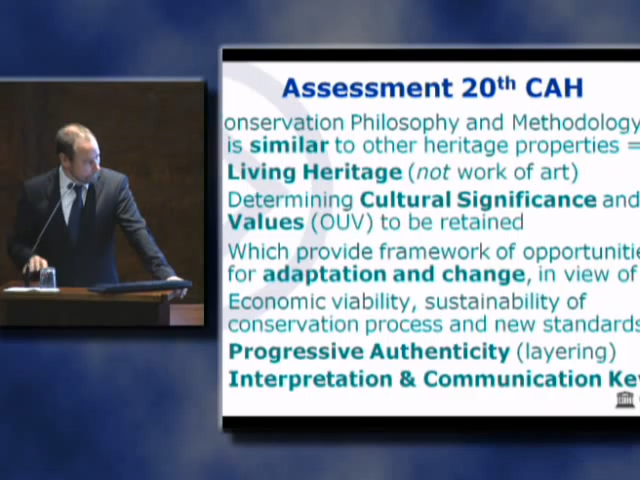 Assessment 20th CAH
onservation Philosophy and Methodology
is similar to other heritage properties =
Living Heritage (not work of art)
Determining Cultural Significance and
Values (OUV) to be retained
Which provide framework of opportunitie
for adaptation and change, in view of
Economic viability, sustainability of
conservation process and new standards
Progressive Authenticity (layering)
Interpretation & Communication Key